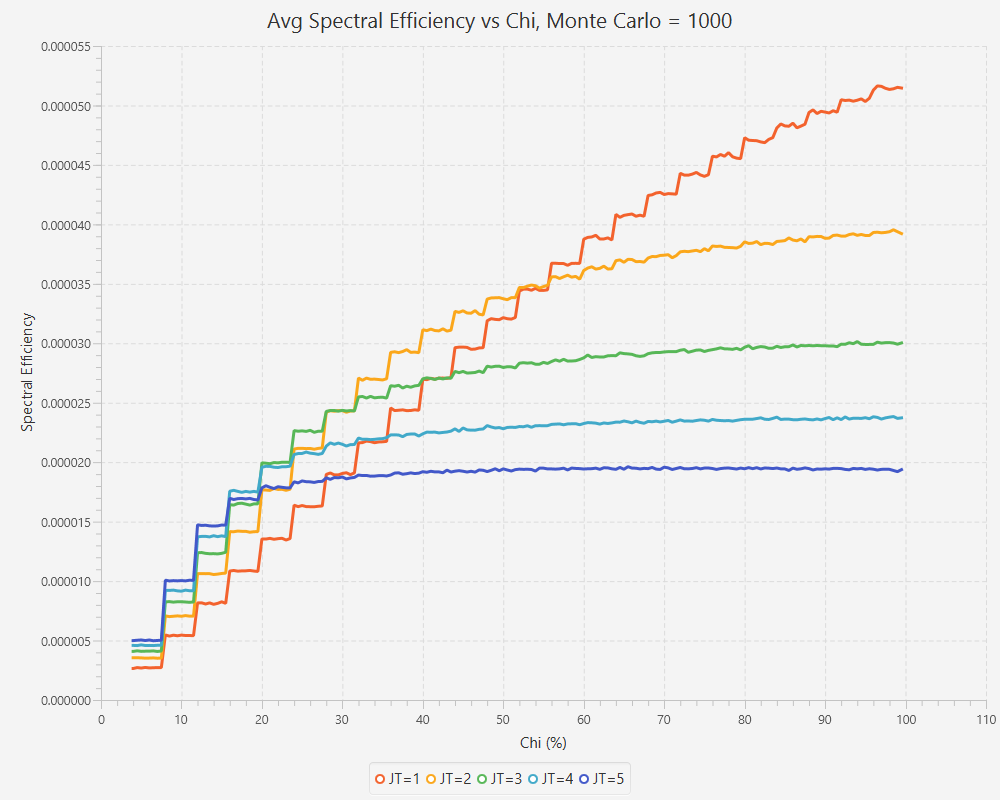 Avg Spectral Efficiency vs Chi, Monte Carlo = 1000
0.000055
0.000050
0.000045
0.000040
0.000035
0.000030
0.000025
0.000020
0.000015
0.000010
0.000005
0.000000
Spectral Efficiency
0 10 20 30 40 50 60 70 80 90 100 110
Chi (%)
JT=1 JT=2 JT=3 JT=4 JT=5